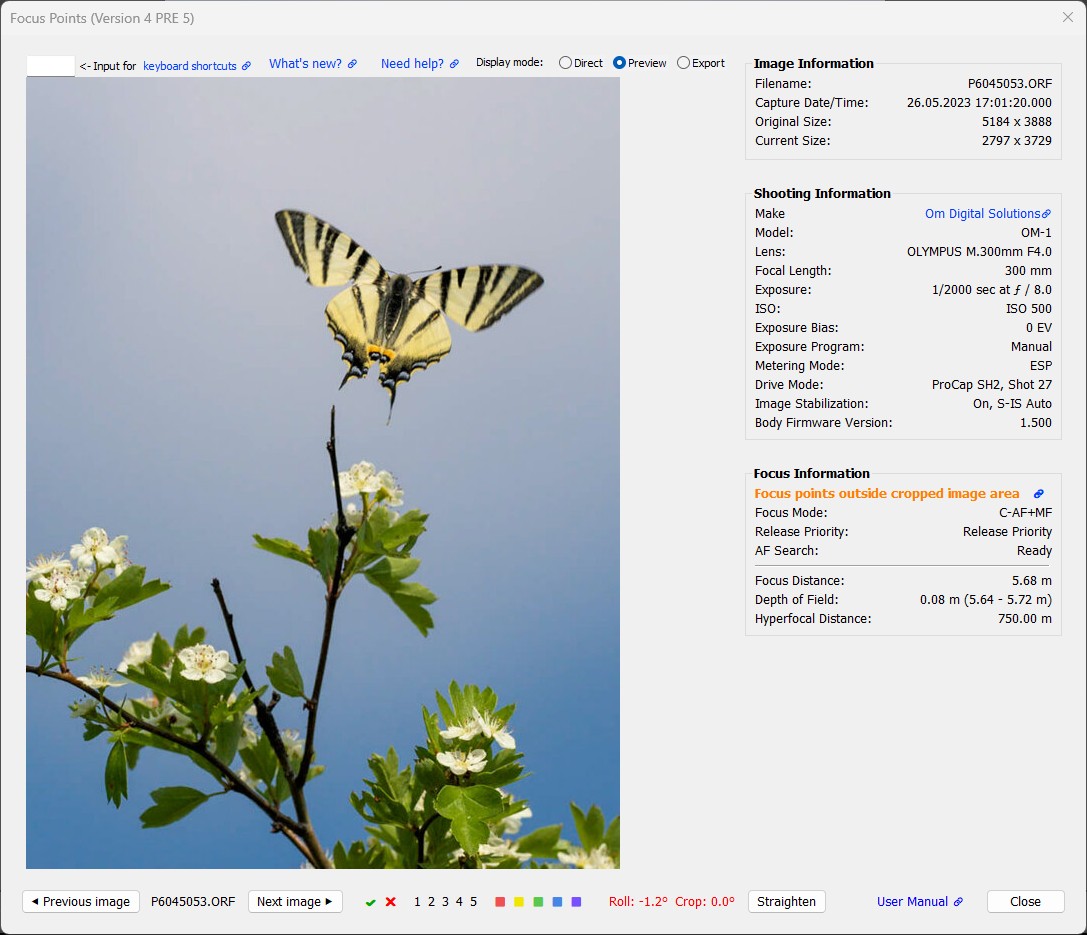 Focus Points (Version 4 PRE 5)
<- Input for keyboard shortcuts What's new? Need help? Display mode: Direct Preview Export
Image Information
Filename: P6045053.ORF
Capture Date/Time: 26.05.2023 17:01:20.000
Original Size: 5184 x 3888
Current Size: 2797 x 3729
Shooting Information
Make Om Digital Solutions
Model: OM-1
Lens: OLYMPUS M.300mm F4.0
Focal Length: 300 mm
Exposure: 1/2000 sec at ƒ / 8.0
ISO: ISO 500
Exposure Bias: 0 EV
Exposure Program: Manual
Metering Mode: ESP
Drive Mode: ProCap SH2, Shot 27
Image Stabilization: On, S-IS Auto
Body Firmware Version: 1.500
Focus Information
Focus points outside cropped image area
Focus Mode: C-AF+MF
Release Priority: Release Priority
AF Search: Ready
Focus Distance: 5.68 m
Depth of Field: 0.08 m (5.64 - 5.72 m)
Hyperfocal Distance: 750.00 m
Previous image P6045053.ORF Next image 1 2 3 4 5 Roll: -1.2° Crop: 0.0° Straighten User Manual Close